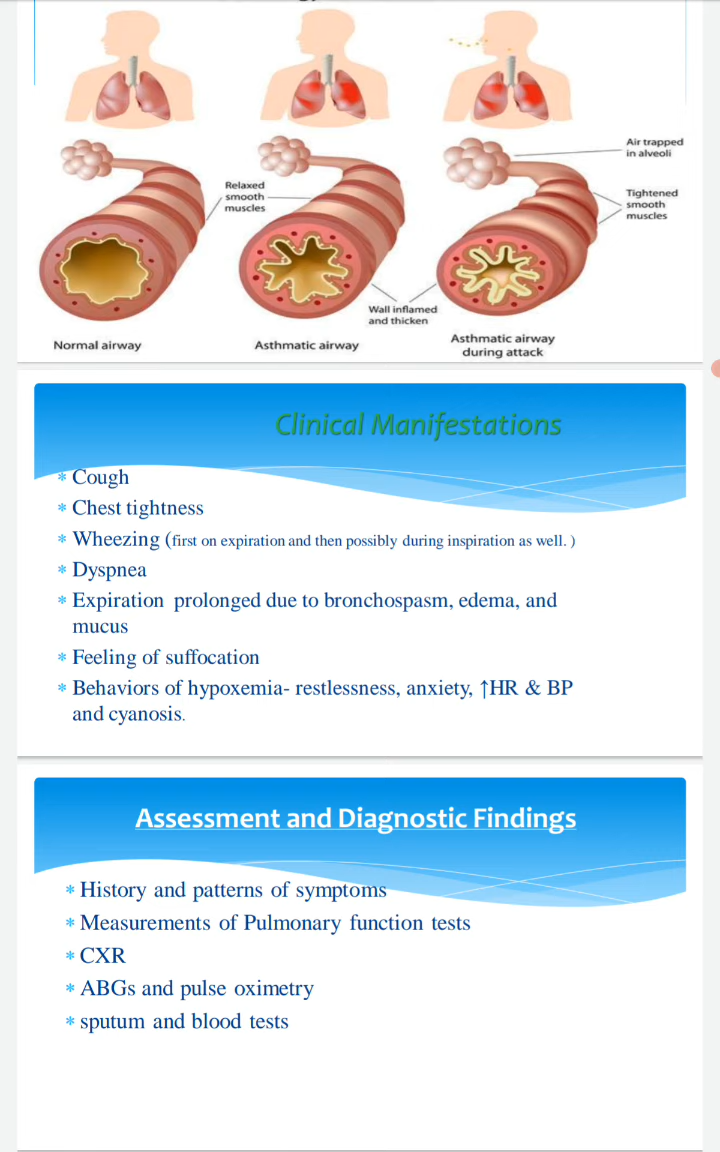 Air trapped
in alveoli
Relaxed
smooth
muscles
Tightened
smooth
muscles
Wall inflamed
and thicken
Normal airway
Asthmatic airway
Asthmatic airway
during attack
Clinical Manifestations
* Cough
* Chest tightness
* Wheezing (first on expiration and then possibly during inspiration as well. )
* Dyspnea
* Expiration prolonged due to bronchospasm, edema, and
mucus
* Feeling of suffocation
* Behaviors of hypoxemia- restlessness, anxiety, ↑HR & BP
and cyanosis.
Assessment and Diagnostic Findings
* History and patterns of symptoms
* Measurements of Pulmonary function tests
* CXR
* ABGs and pulse oximetry
* sputum and blood tests